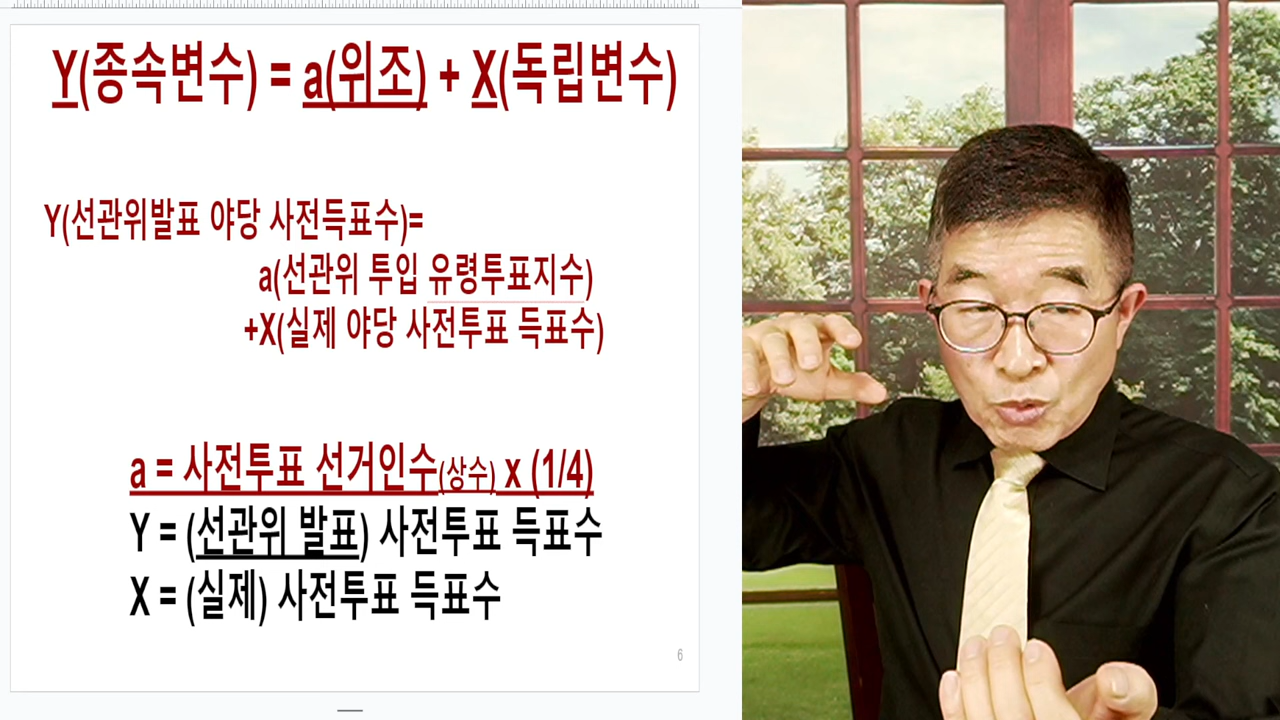 Y(종속변수) = a(위조) + X(독립변수)
Y(선관위발표 야당 사전득표수)=
a(선관위 투입 유령투표지수)
+X(실제 야당 사전투표 득표수)
a = 사전투표 선거인수(상수) x (1/4)
Y = (선관위 발표) 사전투표 득표수
X = (실제) 사전투표 득표수
6